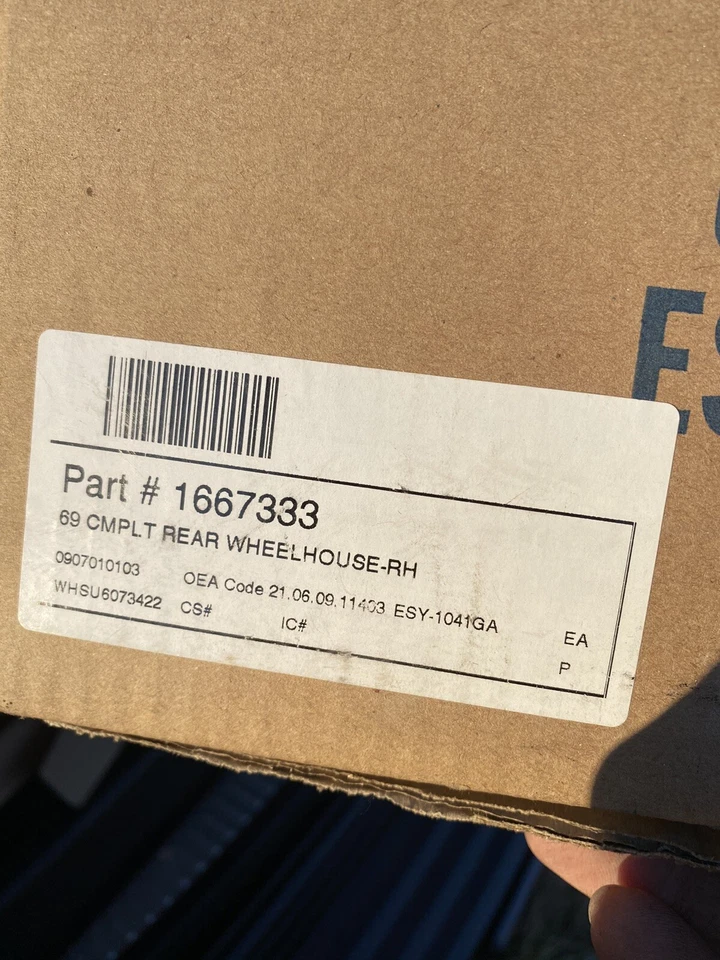 Part # 1667333
69 CMPLT REAR WHEELHOUSE-RH
0907010103 OEA Code 21.06.09.11403 ESY-1041GA
WHSU6073422 CS# IC# EA
P